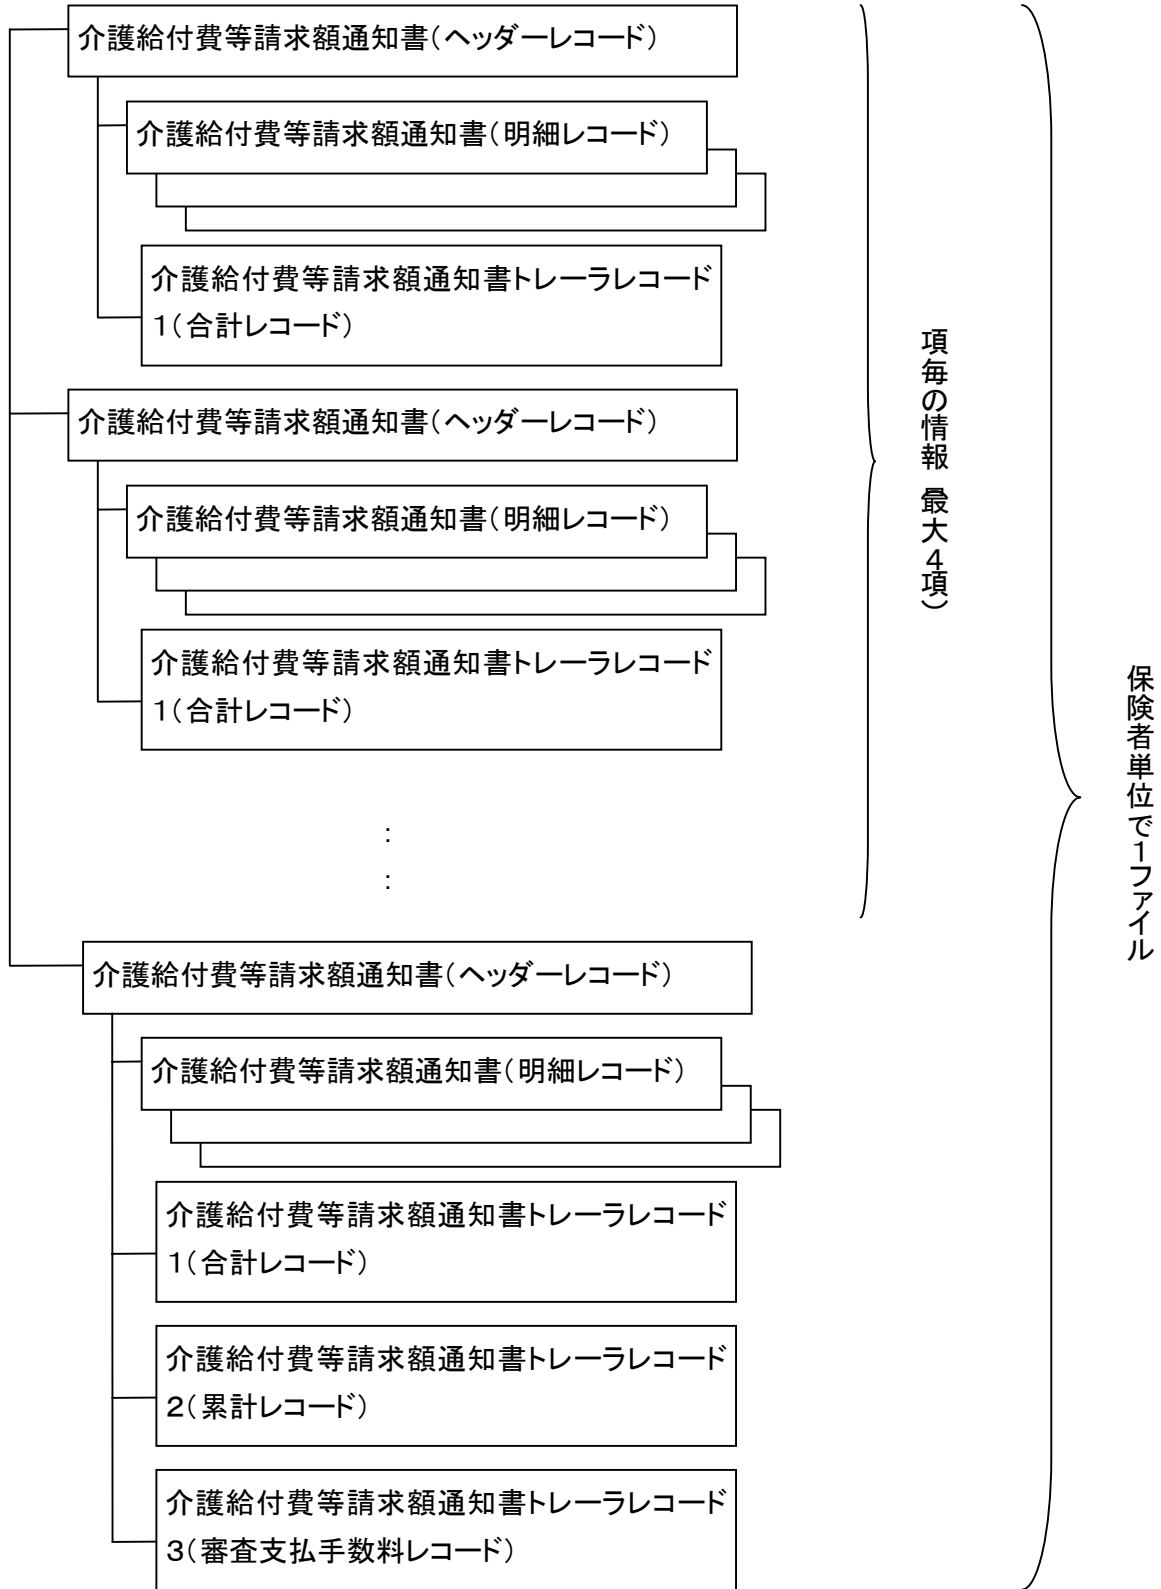 介護給付費等請求額通知書(ヘッダーレコード)
介護給付費等請求額通知書(明細レコード)
介護給付費等請求額通知書トレーラレコード
1(合計レコード)
介護給付費等請求額通知書(ヘッダーレコード)
介護給付費等請求額通知書(明細レコード)
介護給付費等請求額通知書トレーラレコード
1(合計レコード)
:
:
介護給付費等請求額通知書(ヘッダーレコード)
介護給付費等請求額通知書(明細レコード)
介護給付費等請求額通知書トレーラレコード
1(合計レコード)
介護給付費等請求額通知書トレーラレコード
2(累計レコード)
介護給付費等請求額通知書トレーラレコード
3(審査支払手数料レコード)
項毎の情報 最大4項)
保険者単位で1ファイル